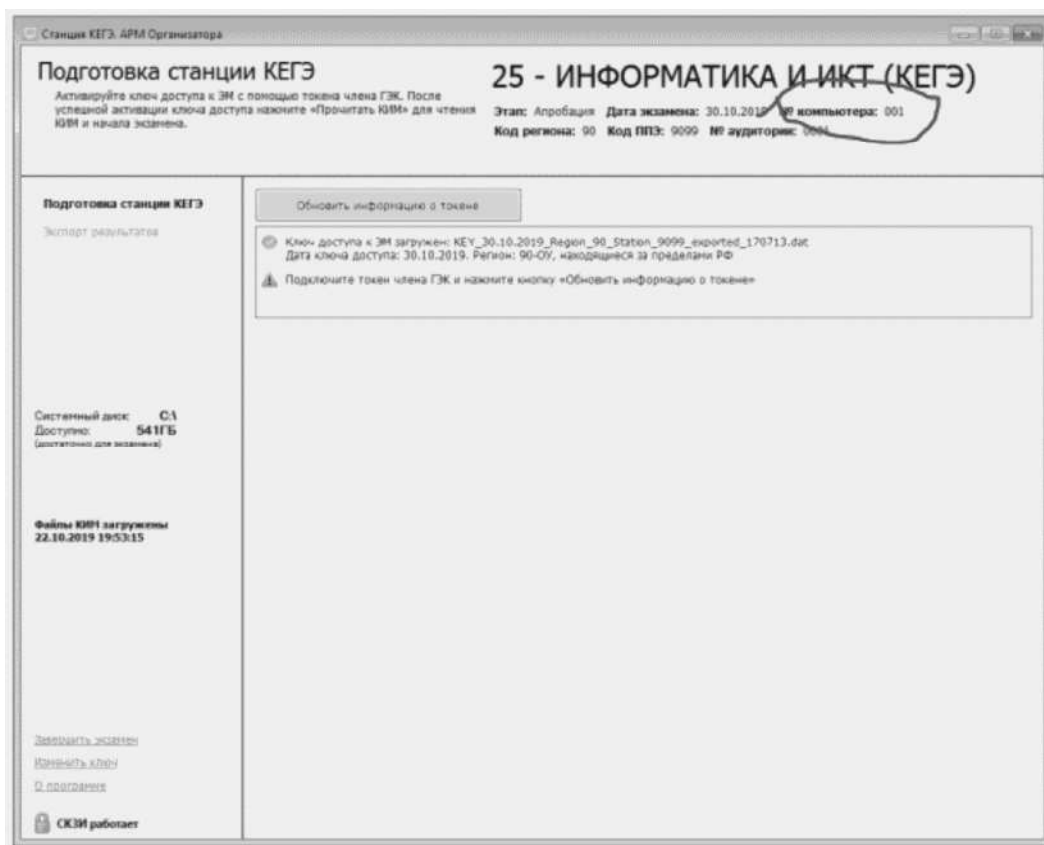 Станция КЕГЭ. АРМ Организатора
Подготовка станции КЕГЭ
Активируйте ключ доступа к ЭМ с помощью токена члена ГЭК. После
успешной активации ключа доступа нажмите «Прочитать КИМ» для чтения
КИМ и начала экзамена.
25 - ИНФОРМАТИКА И ИКТ (КЕГЭ)
Этап: Апробация Дата экзамена: 30.10.2019 № компьютера: 001
Код региона: 90 Код ППЭ: 9099 № аудитории: 0001
Подготовка станции КЕГЭ
Экспорт результатов
Обновить информацию о токене
Ключ доступа к ЭМ загружен: KEY_30.10.2019_Region_90_Station_9099_exported_170713.dat
Дата ключа доступа: 30.10.2019. Регион: 90-ОУ, находящиеся за пределами РФ
Подключите токен члена ГЭК и нажмите кнопку «Обновить информацию о токене»
Системный диск: C:\
Доступно: 541ГБ
(достаточно для экзамена)
Файлы КИМ загружены
22.10.2019 19:53:15
Завершить экзамен
Изменить ключ
О программе
СКЗИ работает